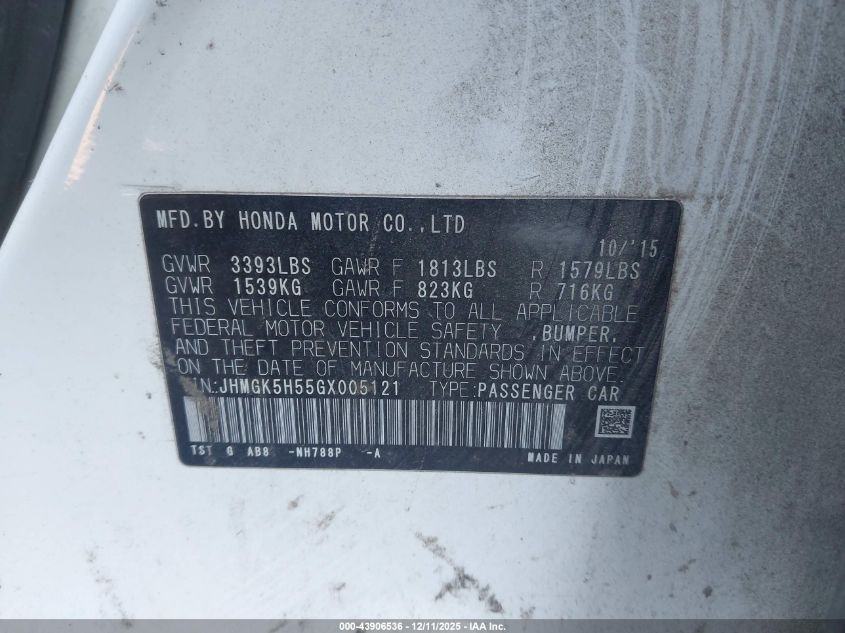 MFD.BY HONDA MOTOR CO.,LTD
10/'15
GVWR 3393LBS GAWR F 1813LBS R 1579LBS
GVWR 1539KG GAWR F 823KG R 716KG
THIS VEHICLE CONFORMS TO ALL APPLICABLE
FEDERAL MOTOR VEHICLE SAFETY ,BUMPER,
AND THEFT PREVENTION STANDARDS IN EFFECT
ON THE DATE OF MANUFACTURE SHOWN ABOVE.
VIN:JHMGK5H55GX005121 TYPE:PASSENGER CAR
TST G AB8 -NH788P -A MADE IN JAPAN
000-43906536 - 12/11/2025 - IAA Inc.